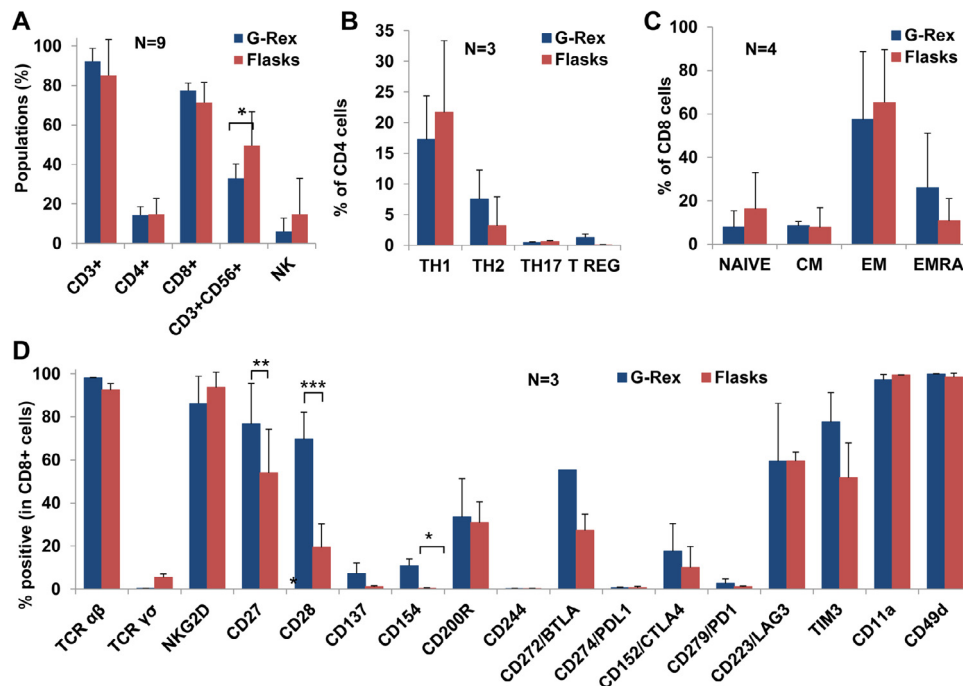 A
N=9
G-Rex
Flasks
Populations (%)
100
80
60
40
20
0
*
CD3+
CD4+
CD8+
CD3+CD56+
NK
B
N=3
G-Rex
Flasks
% of CD4 cells
35
30
25
20
15
10
5
0
TH1 TH2 TH17 T REG
C
N=4
G-Rex
Flasks
% of CD8 cells
100
80
60
40
20
0
NAIVE CM EM EMRA
D
N=3
G-Rex Flasks
% positive (in CD8+ cells)
100
80
60
40
20
0
**
***
*
*
TCR αβ
TCR γσ
NKG2D
CD27
CD28
CD137
CD154
CD200R
CD244
CD272/BTLA
CD274/PDL1
CD152/CTLA4
CD279/PD1
CD223/LAG3
TIM3
CD11a
CD49d